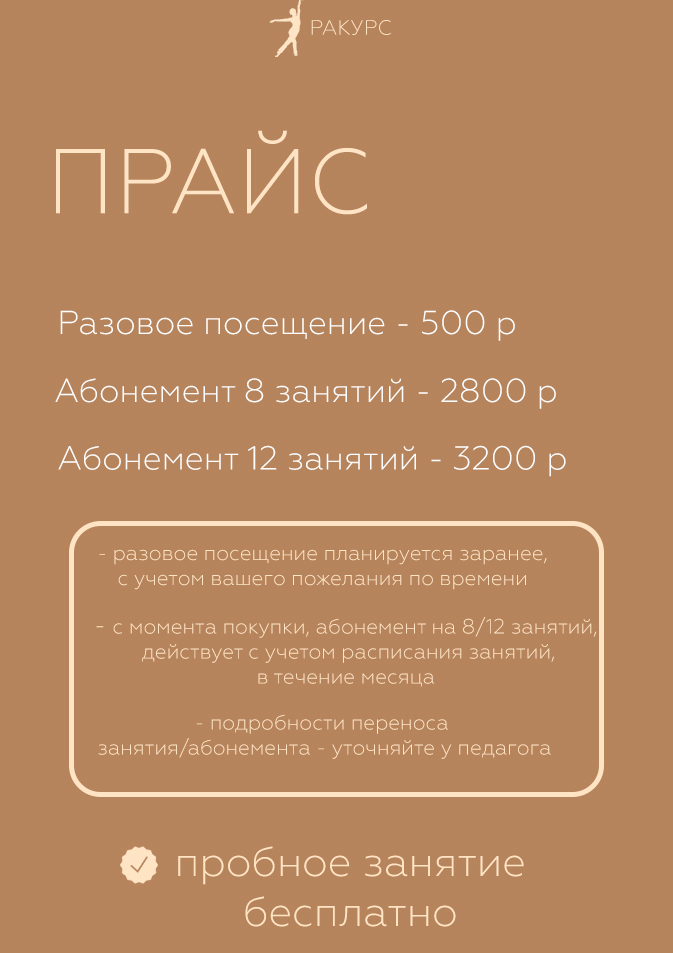 РАКУРС
ПРАЙС
Разовое посещение - 500 р
Абонемент 8 занятий - 2800 р
Абонемент 12 занятий - 3200 р
- разовое посещение планируется заранее,
с учетом вашего пожелания по времени
- с момента покупки, абонемент на 8/12 занятий,
действует с учетом расписания занятий,
в течение месяца
- подробности переноса
занятия/абонемента - уточняйте у педагога
пробное занятие
бесплатно